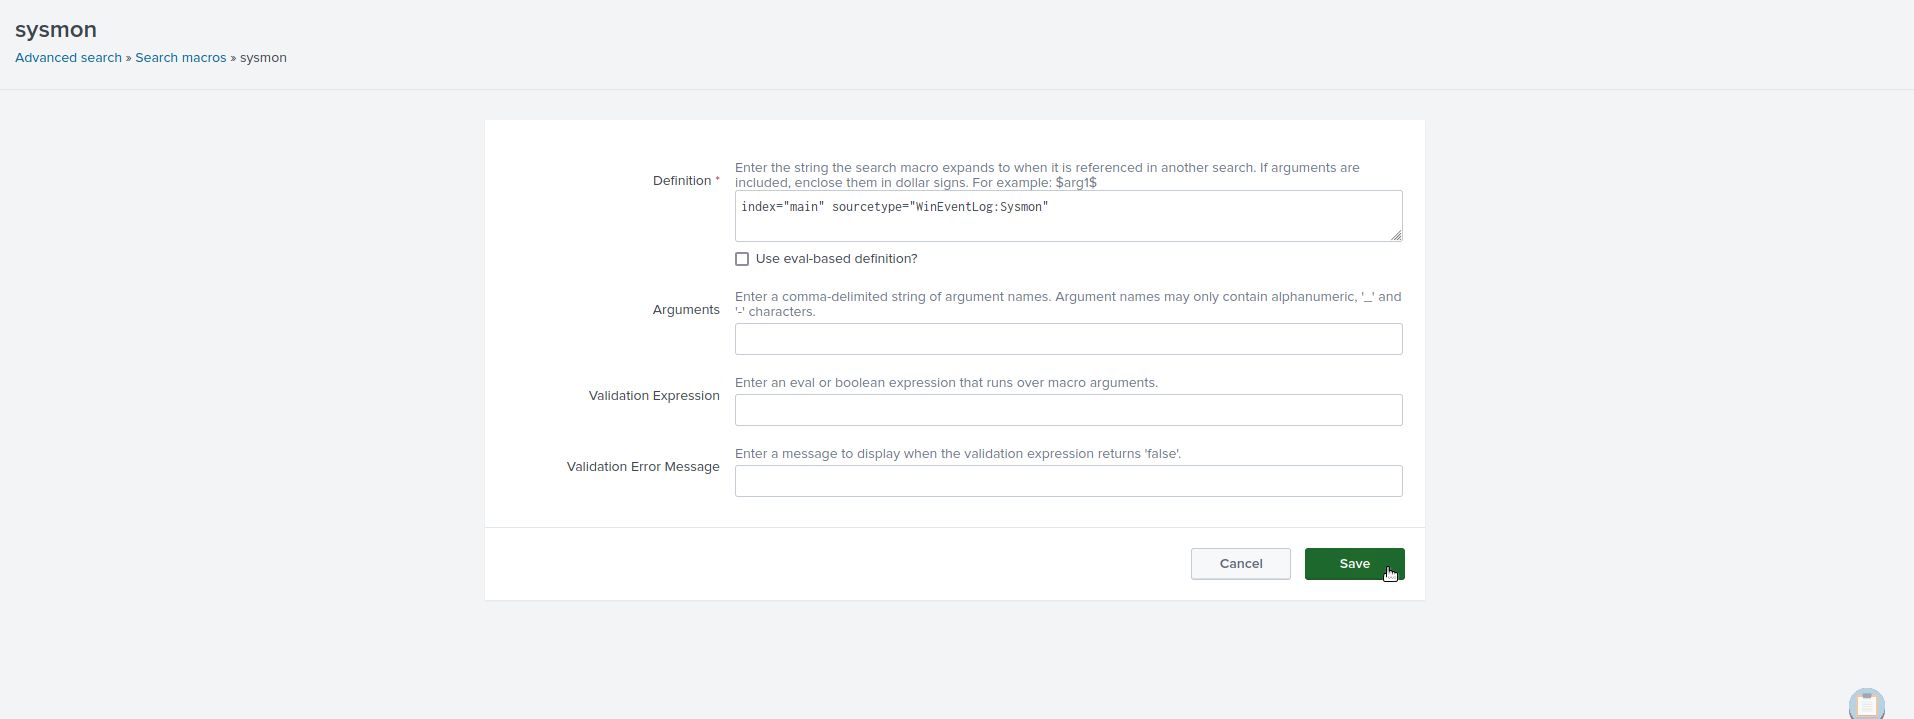 sysmon
Advanced search » Search macros » sysmon
Definition *
Enter the string the search macro expands to when it is referenced in another search. If arguments are
included, enclose them in dollar signs. For example: $arg1$
index="main" sourcetype="WinEventLog:Sysmon"
Use eval-based definition?
Arguments
Enter a comma-delimited string of argument names. Argument names may only contain alphanumeric, '_' and
'-' characters.
Validation Expression
Enter an eval or boolean expression that runs over macro arguments.
Validation Error Message
Enter a message to display when the validation expression returns 'false'.
Cancel
Save